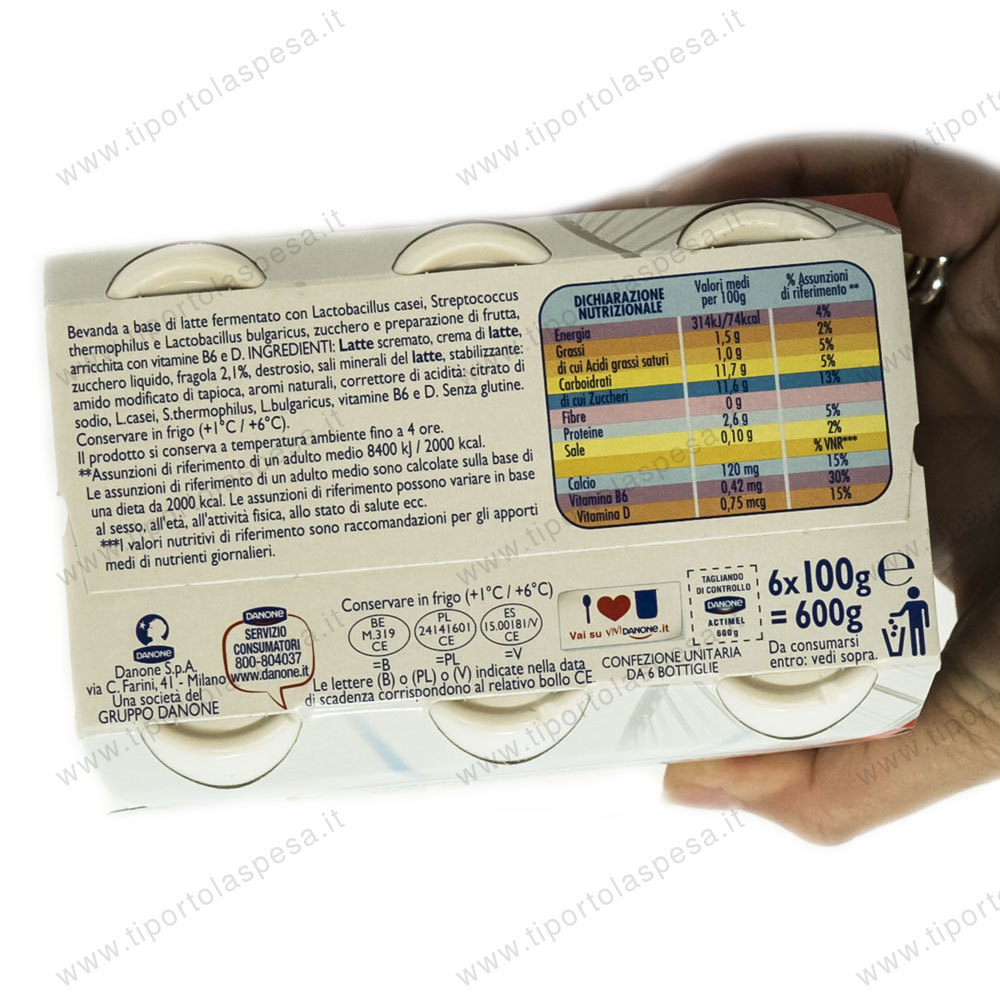 Bevanda a base di latte fermentato con Lactobacillus casei, Streptococcus
thermophilus e Lactobacillus bulgaricus, zucchero e preparazione di frutta,
arricchita con vitamine B6 e D. INGREDIENTI: Latte scremato, crema di latte,
zucchero liquido, fragola 2,1%, destrosio, sali minerali del latte, stabilizzante:
amido modificato di tapioca, aromi naturali, correttore di acidità: citrato di
sodio, L.casei, S.thermophilus, L.bulgaricus, vitamine B6 e D. Senza glutine.
Conservare in frigo (+1°C / +6°C).
Il prodotto si conserva a temperatura ambiente fino a 4 ore.
**Assunzioni di riferimento di un adulto medio 8400 kJ / 2000 kcal.
Le assunzioni di riferimento di un adulto medio sono calcolate sulla base di
una dieta da 2000 kcal. Le assunzioni di riferimento possono variare in base
al sesso, all'età, all'attività fisica, allo stato di salute ecc.
***I valori nutritivi di riferimento sono raccomandazioni per gli apporti
medi di nutrienti giornalieri.
DICHIARAZIONE NUTRIZIONALE Valori medi per 100g % Assunzioni di riferimento **
Energia 314kJ/74kcal 4%
Grassi 1,5 g 2%
di cui Acidi grassi saturi 1,0 g 5%
Carboidrati 11,7 g 5%
di cui Zuccheri 11,6 g 13%
Fibre 0 g
Proteine 2,6 g 5%
Sale 0,10 g 2%
% VNR***
Calcio 120 mg 15%
Vitamina B6 0,42 mg 30%
Vitamina D 0,75 mcg 15%
DANONE
Danone S.p.A.
via C. Farini, 41 - Milano
Una società del
GRUPPO DANONE
DANONE
SERVIZIO
CONSUMATORI
800-804037
www.danone.it
Conservare in frigo (+1°C / +6°C)
BE
M.319
CE
=B
PL
24141601
CE
=PL
ES
15.00181/V
CE
=V
Le lettere (B) o (PL) o (V) indicate nella data
di scadenza corrispondono al relativo bollo CE.
I
Vai su VIVIDANONE.it
TAGLIANDO
DI CONTROLLO
DANONE
ACTIMEL
600 g
CONFEZIONE UNITARIA
DA 6 BOTTIGLIE
6x100g e
= 600g
Da consumarsi
entro: vedi sopra.
www.tiportolaspesa.it